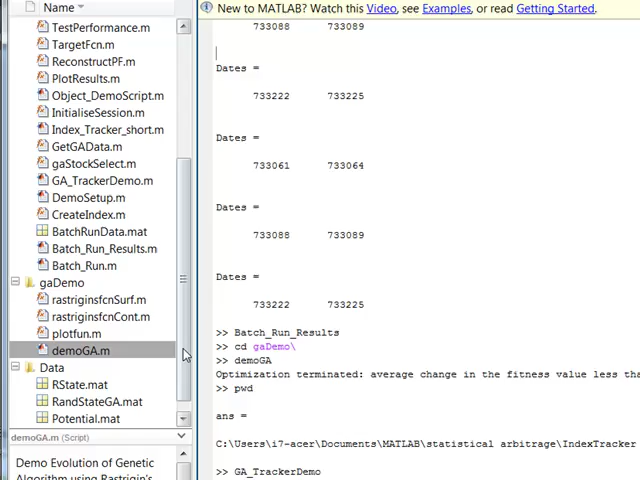 Name
TestPerformance.m
TargetFcn.m
ReconstructPF.m
PlotResults.m
Object_DemoScript.m
InitialiseSession.m
Index_Tracker_short.m
GetGAData.m
gaStockSelect.m
GA_TrackerDemo.m
DemoSetup.m
CreateIndex.m
BatchRunData.mat
Batch_Run_Results.m
Batch_Run.m
gaDemo
rastriginsfcnSurf.m
rastriginsfcnCont.m
plotfun.m
demoGA.m
Data
RState.mat
RandStateGA.mat
Potential.mat
demoGA.m (Script)
Demo Evolution of Genetic
Algorithm using Rastrigin's
New to MATLAB? Watch this Video, see Examples, or read Getting Started.
733088 733089
Dates =
733222 733225
Dates =
733061 733064
Dates =
733088 733089
Dates =
733222 733225
>> Batch_Run_Results
>> cd gaDemo\
>> demoGA
Optimization terminated: average change in the fitness value less tha
>> pwd
ans =
C:\Users\i7-acer\Documents\MATLAB\statistical arbitrage\IndexTracker
>> GA_TrackerDemo